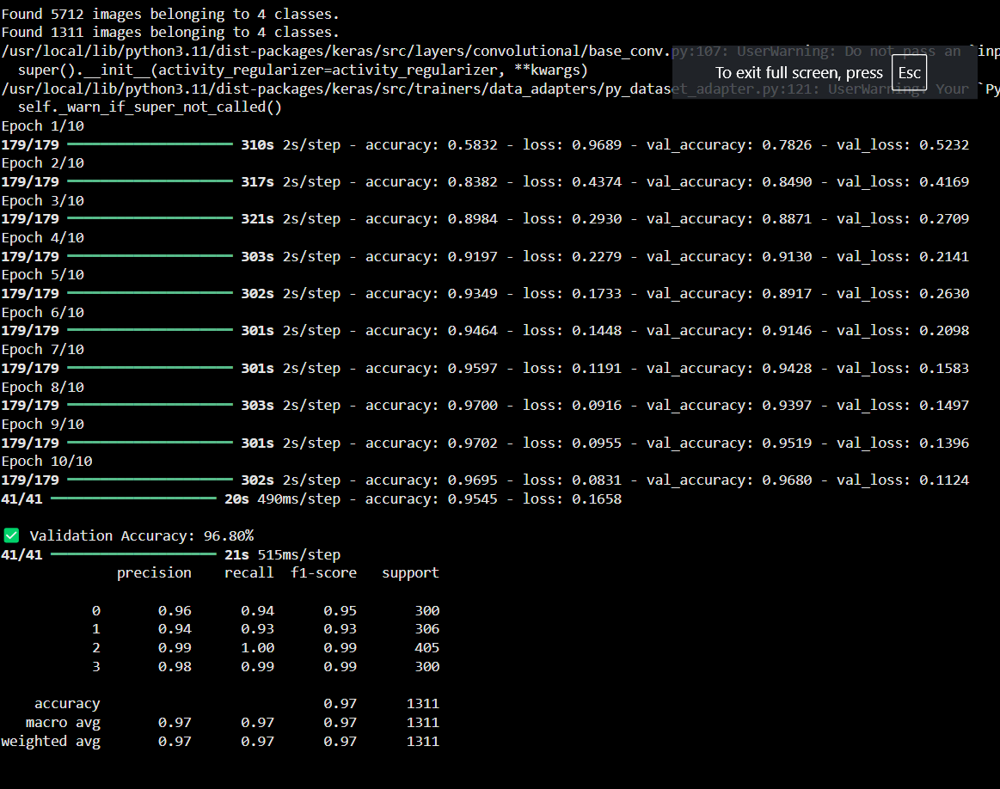 Found 5712 images belonging to 4 classes.
Found 1311 images belonging to 4 classes.
/usr/local/lib/python3.11/dist-packages/keras/src/layers/convolutional/base_conv.py:107: UserWarning: Do not pass an `inp
super().__init__(activity_regularizer=activity_regularizer, **kwargs)
To exit full screen, press Esc
/usr/local/lib/python3.11/dist-packages/keras/src/trainers/data_adapters/py_dataset_adapter.py:121: UserWarning: Your `Py
self._warn_if_super_not_called()
Epoch 1/10
179/179 310s 2s/step - accuracy: 0.5832 - loss: 0.9689 - val_accuracy: 0.7826 - val_loss: 0.5232
Epoch 2/10
179/179 317s 2s/step - accuracy: 0.8382 - loss: 0.4374 - val_accuracy: 0.8490 - val_loss: 0.4169
Epoch 3/10
179/179 321s 2s/step - accuracy: 0.8984 - loss: 0.2930 - val_accuracy: 0.8871 - val_loss: 0.2709
Epoch 4/10
179/179 303s 2s/step - accuracy: 0.9197 - loss: 0.2279 - val_accuracy: 0.9130 - val_loss: 0.2141
Epoch 5/10
179/179 302s 2s/step - accuracy: 0.9349 - loss: 0.1733 - val_accuracy: 0.8917 - val_loss: 0.2630
Epoch 6/10
179/179 301s 2s/step - accuracy: 0.9464 - loss: 0.1448 - val_accuracy: 0.9146 - val_loss: 0.2098
Epoch 7/10
179/179 301s 2s/step - accuracy: 0.9597 - loss: 0.1191 - val_accuracy: 0.9428 - val_loss: 0.1583
Epoch 8/10
179/179 303s 2s/step - accuracy: 0.9700 - loss: 0.0916 - val_accuracy: 0.9397 - val_loss: 0.1497
Epoch 9/10
179/179 301s 2s/step - accuracy: 0.9702 - loss: 0.0955 - val_accuracy: 0.9519 - val_loss: 0.1396
Epoch 10/10
179/179 302s 2s/step - accuracy: 0.9695 - loss: 0.0831 - val_accuracy: 0.9680 - val_loss: 0.1124
41/41 20s 490ms/step - accuracy: 0.9545 - loss: 0.1658
✅ Validation Accuracy: 96.80%
41/41 21s 515ms/step
precision recall f1-score support
0 0.96 0.94 0.95 300
1 0.94 0.93 0.93 306
2 0.99 1.00 0.99 405
3 0.98 0.99 0.99 300
accuracy 0.97 1311
macro avg 0.97 0.97 0.97 1311
weighted avg 0.97 0.97 0.97 1311